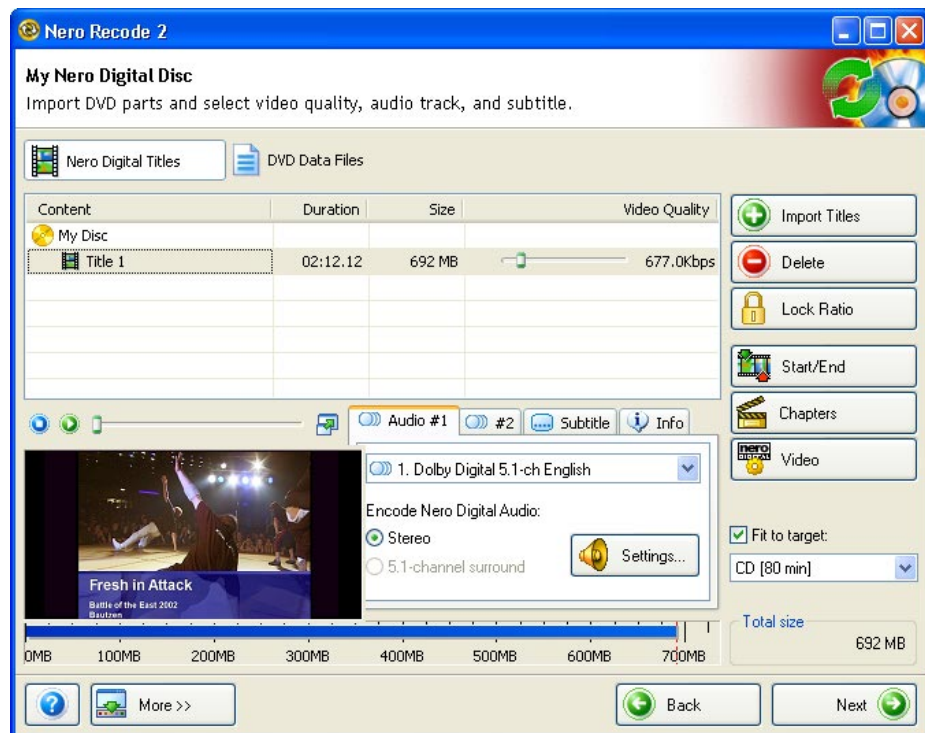 Nero Recode 2
My Nero Digital Disc
Import DVD parts and select video quality, audio track, and subtitle.
Nero Digital Titles
DVD Data Files
Content Duration Size Video Quality
My Disc
Title 1 02:12.12 692 MB 677.0Kbps
Import Titles
Delete
Lock Ratio
Start/End
Chapters
nero DIGITAL Video
Audio #1 #2 Subtitle Info
1. Dolby Digital 5.1-ch English
Encode Nero Digital Audio:
Stereo
5.1-channel surround
Settings...
Fresh in Attack
Battle of the East 2002
Bautzen
Fit to target:
CD [80 min]
Total size
692 MB
0MB 100MB 200MB 300MB 400MB 500MB 600MB 700MB
More >>
Back
Next